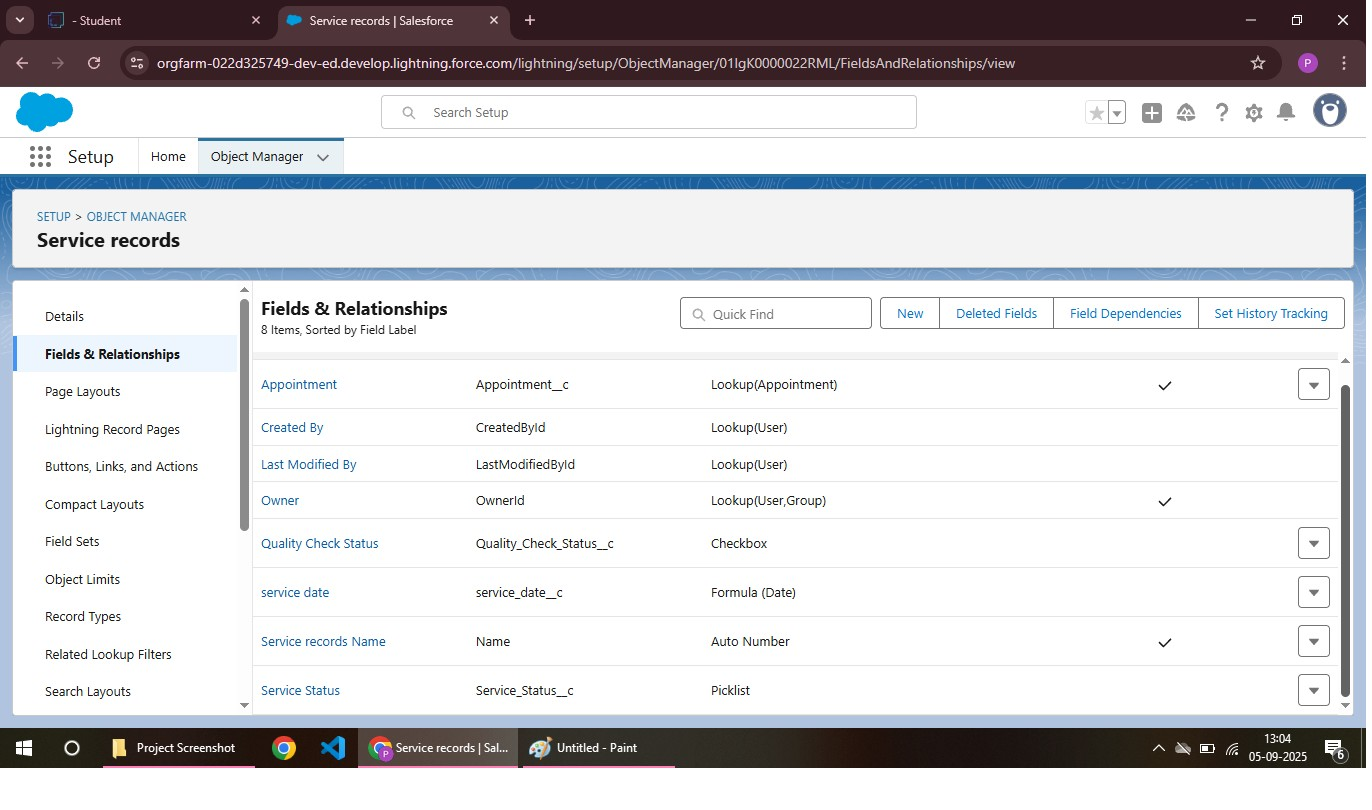 - Student
Service records | Salesforce
orgfarm-022d325749-dev-ed.develop.lightning.force.com/lightning/setup/ObjectManager/01IgK0000022RML/FieldsAndRelationships/view
P
Search Setup
Setup
Home
Object Manager
SETUP > OBJECT MANAGER
Service records
Details
Fields & Relationships
Page Layouts
Lightning Record Pages
Buttons, Links, and Actions
Compact Layouts
Field Sets
Object Limits
Record Types
Related Lookup Filters
Search Layouts
Fields & Relationships
8 Items, Sorted by Field Label
Quick Find
New
Deleted Fields
Field Dependencies
Set History Tracking
Appointment Appointment__c Lookup(Appointment)
Created By CreatedById Lookup(User)
Last Modified By LastModifiedById Lookup(User)
Owner OwnerId Lookup(User,Group)
Quality Check Status Quality_Check_Status__c Checkbox
service date service_date__c Formula (Date)
Service records Name Name Auto Number
Service Status Service_Status__c Picklist
Project Screenshot
P
Service records | Sal...
Untitled - Paint
13:04
05-09-2025
6